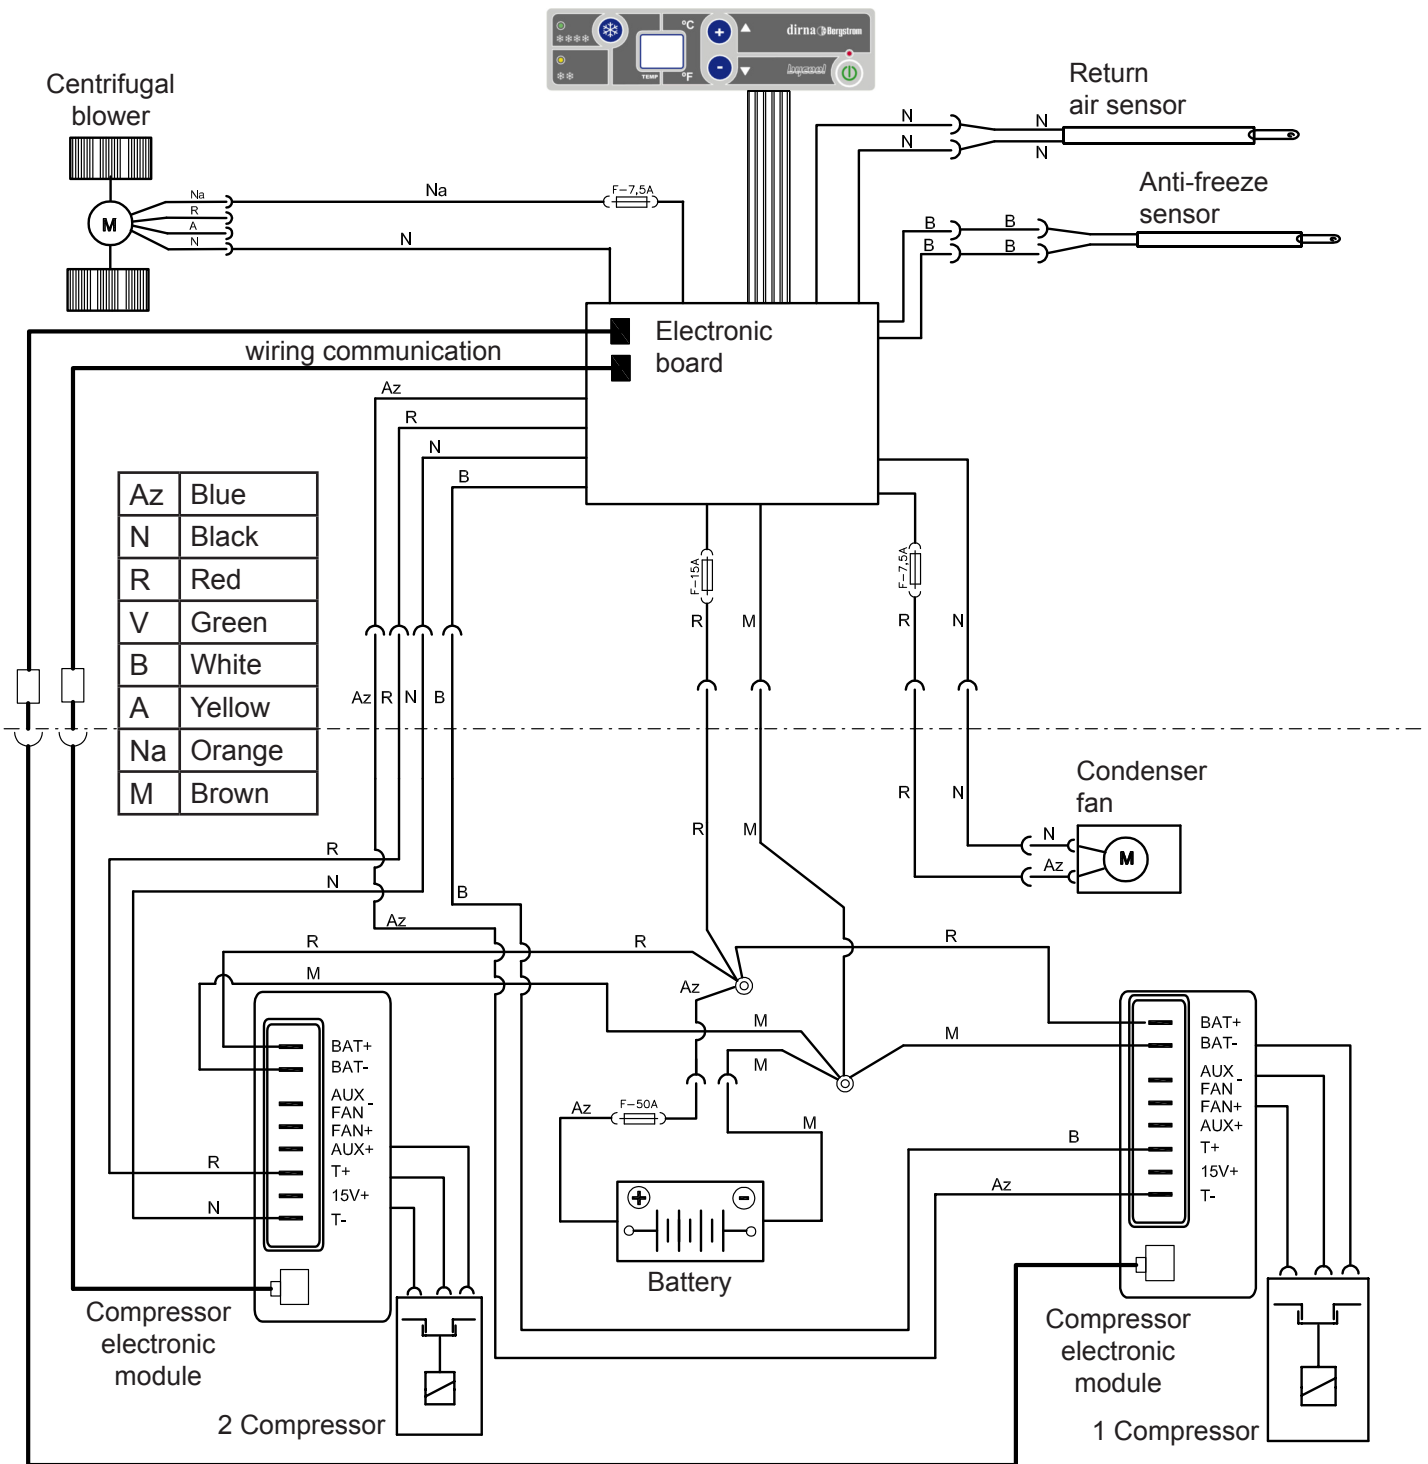 °C
°F
TEMP
dirna Bergstrom
bycool
Centrifugal
blower
M
Na
R
A
N
Na
N
F-7,5A
Return
air sensor
N
N
N
N
Anti-freeze
sensor
B
B
B
B
Electronic
board
wiring communication
Az
R
N
B
Az Blue
N Black
R Red
V Green
B White
A Yellow
Na Orange
M Brown
F-15A
F-7,5A
R
M
R
N
Az
R
N
B
Condenser
fan
R
N
N
Az
M
R
M
R
N
B
Az
R
R
R
M
Az
M
M
M
Az
F-50A
M
BAT+
BAT-
AUX
FAN -
FAN+
AUX+
T+
15V+
T-
R
N
BAT+
BAT-
AUX
FAN -
FAN+
AUX+
T+
15V+
T-
B
Az
+
-
Battery
Compressor
electronic
module
2 Compressor
Compressor
electronic
module
1 Compressor